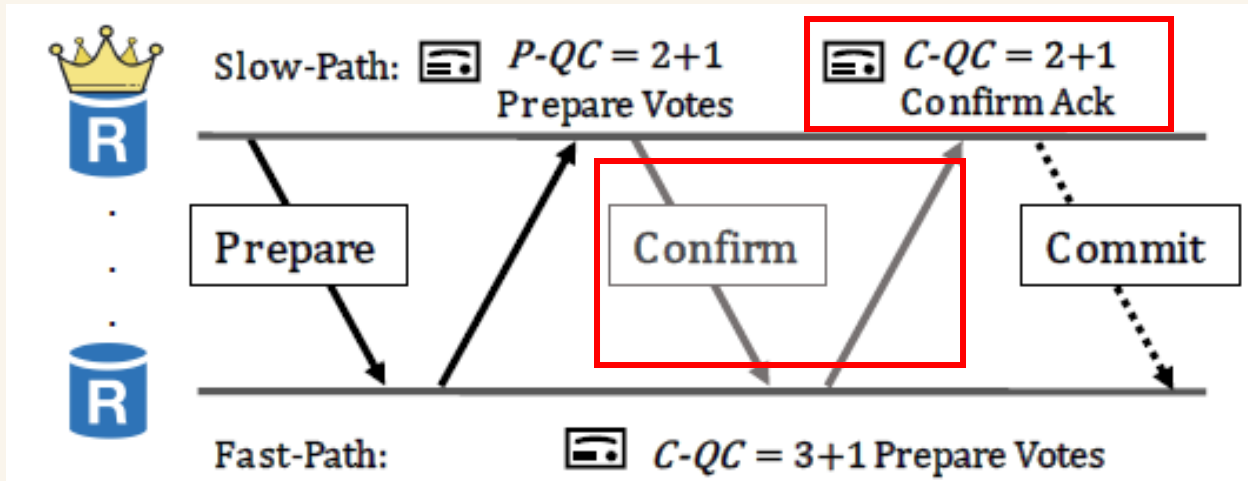 Slow-Path: P-QC = 2+1
Prepare Votes
C-QC = 2+1
Confirm Ack
R
Prepare
Confirm
Commit
R
Fast-Path: C-QC = 3+1 Prepare Votes